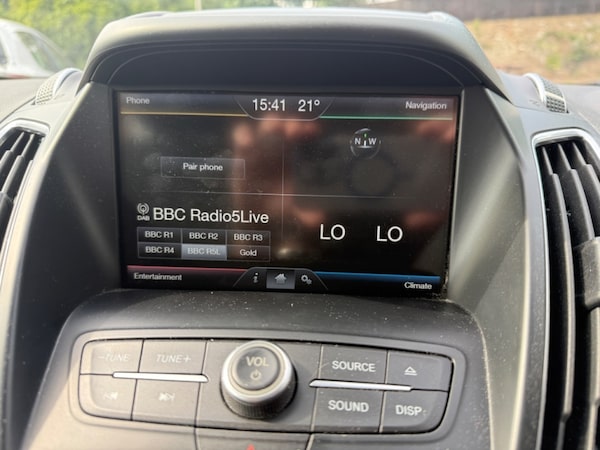 Phone 15:41 21° Navigation
N W
Pair phone
DAB BBC Radio5Live
LO LO
BBC R1 BBC R2 BBC R3
BBC R4 BBC R5L Gold
Entertainment i Climate
-TUNE TUNE+ VOL SOURCE
SOUND DISP